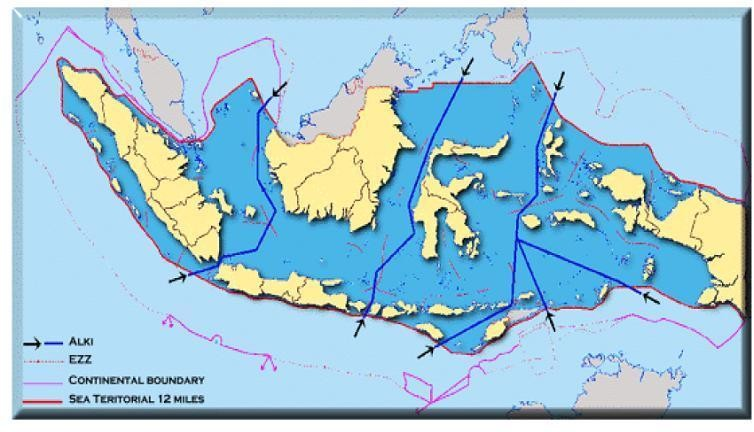 ALKI
EZZ
CONTINENTAL BOUNDARY
SEA TERITORIAL 12 MILES